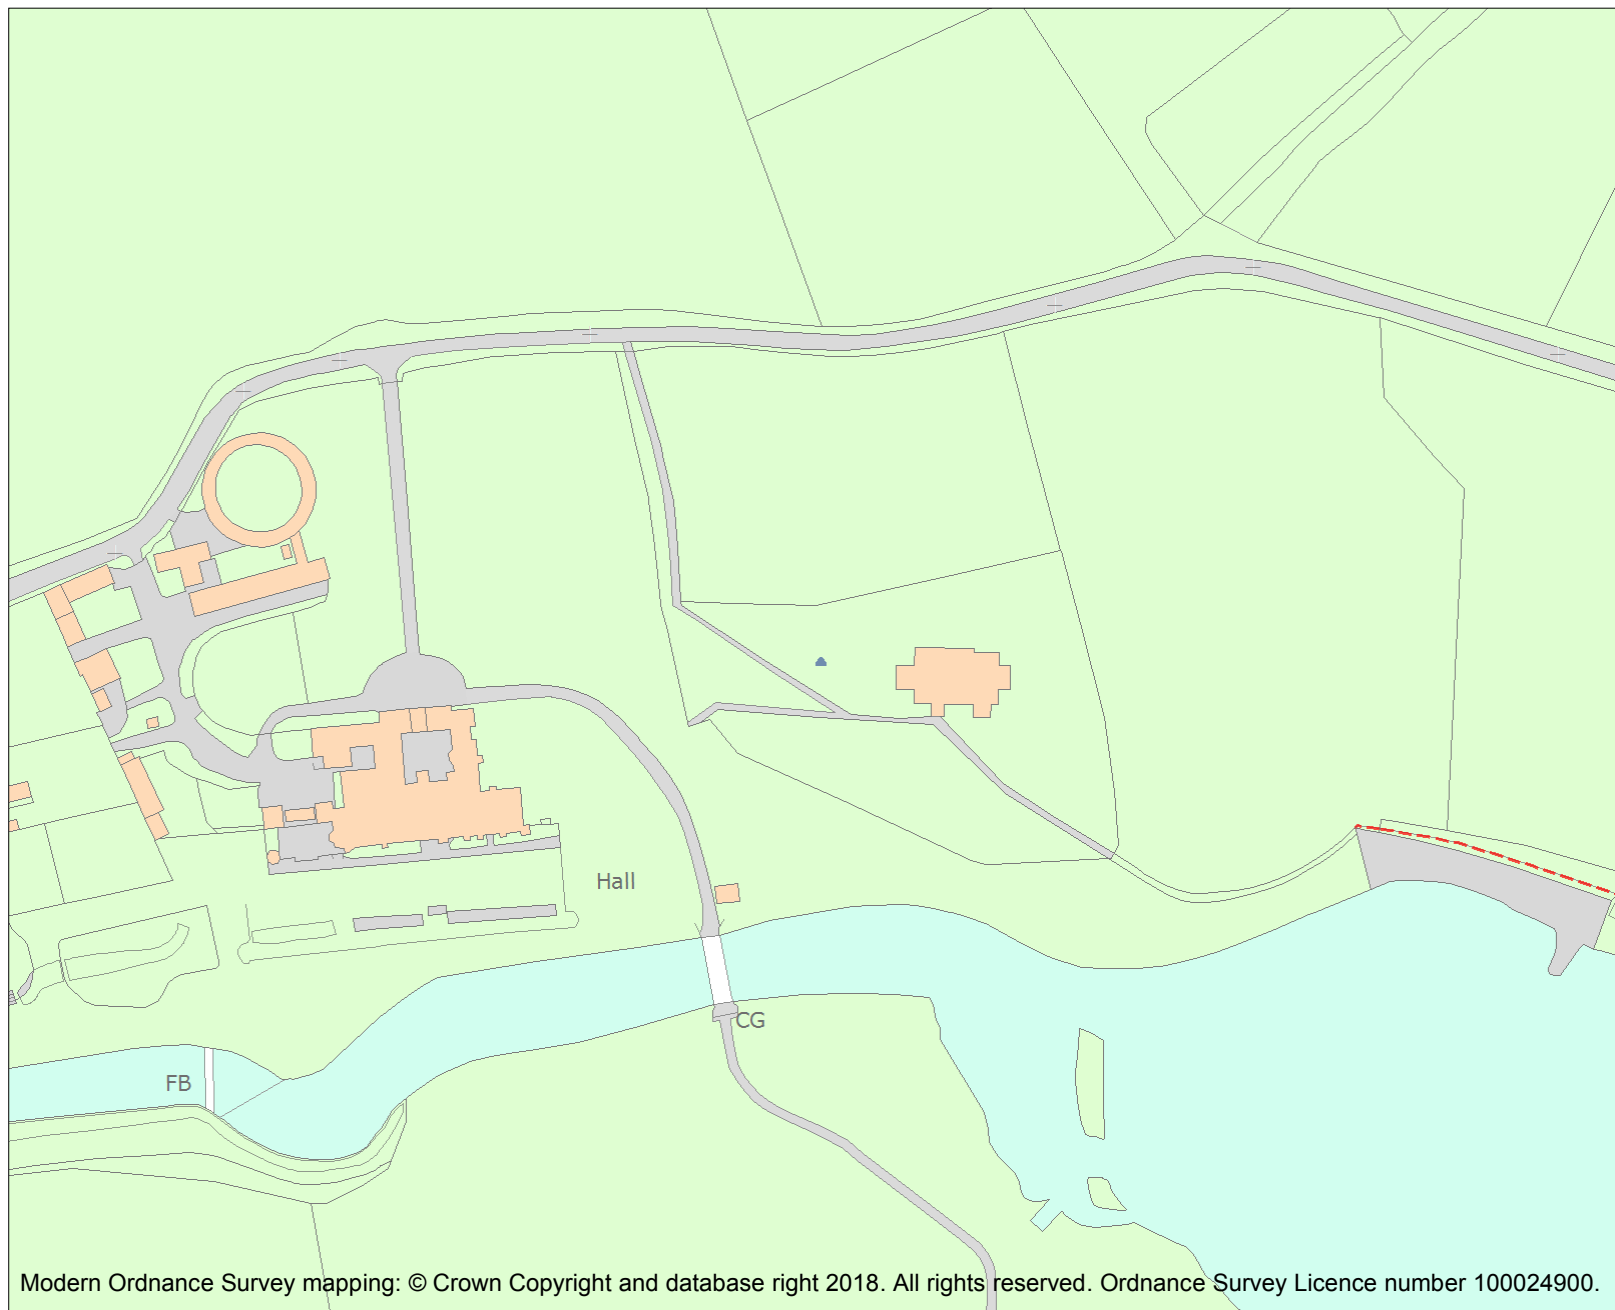 Hall
CG
FB
Modern Ordnance Survey mapping: © Crown Copyright and database right 2018. All rights reserved. Ordnance Survey Licence number 100024900.